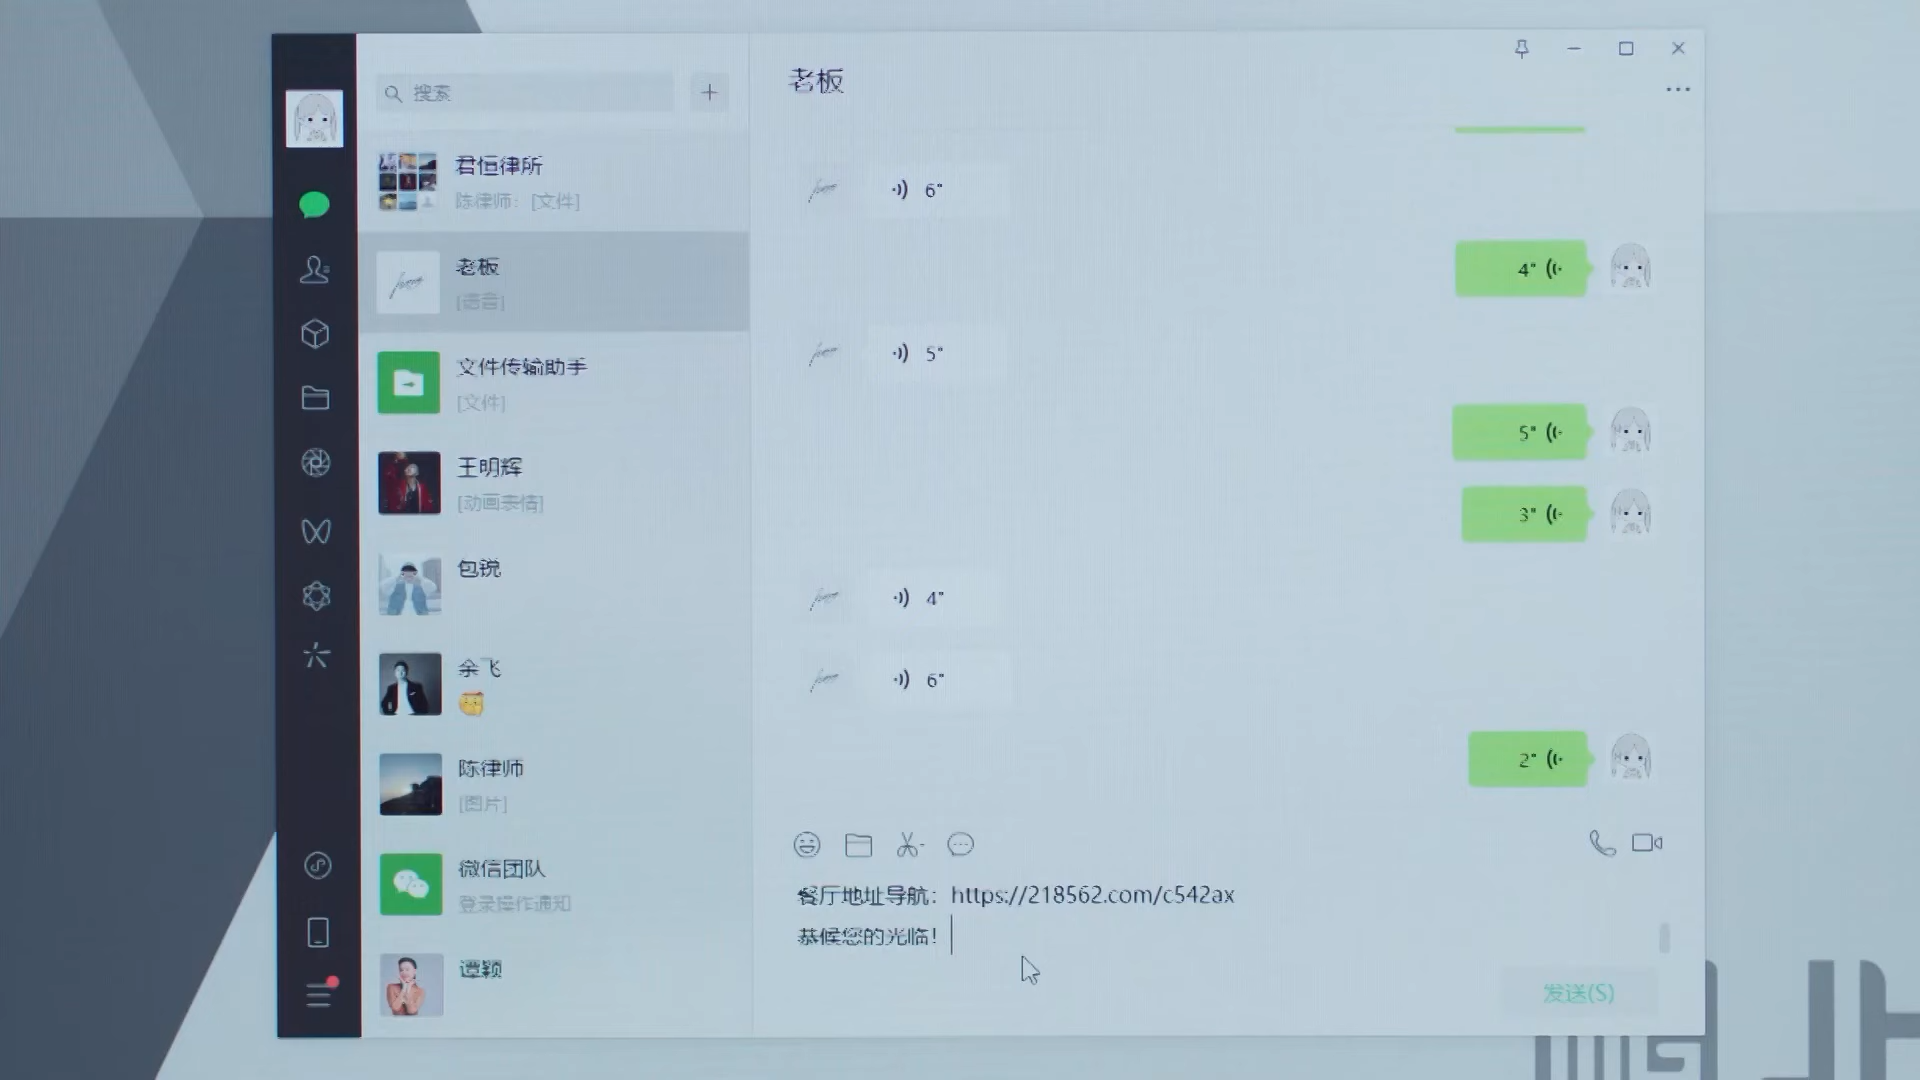 搜索
君恒律所
陈律师：[文件]
老板
[语音]
文件传输助手
[文件]
王明辉
[动画表情]
包锐
余飞
陈律师
[图片]
微信团队
登录操作通知
谭颖
老板
6"
4"
5"
5"
3"
4"
6"
2"
餐厅地址导航：https://218562.com/c542ax
恭候您的光临！
发送(S)